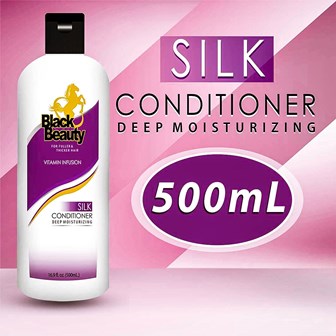 SILK
CONDITIONER
DEEP MOISTURIZING
500mL
Black
Beauty
FOR FULLER &
THICKER HAIR
VITAMIN INFUSION
SILK
CONDITIONER
DEEP MOISTURIZING
16.9 fl oz. (500mL)